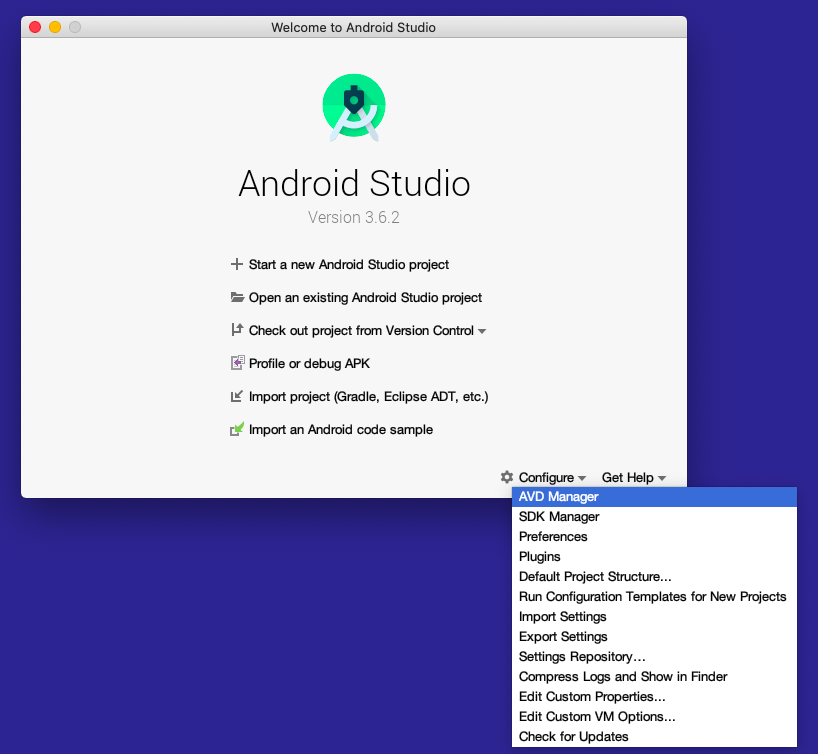 Welcome to Android Studio
Android Studio
Version 3.6.2
Start a new Android Studio project
Open an existing Android Studio project
Check out project from Version Control
Profile or debug APK
Import project (Gradle, Eclipse ADT, etc.)
Import an Android code sample
Configure Get Help
AVD Manager
SDK Manager
Preferences
Plugins
Default Project Structure...
Run Configuration Templates for New Projects
Import Settings
Export Settings
Settings Repository…
Compress Logs and Show in Finder
Edit Custom Properties...
Edit Custom VM Options...
Check for Updates